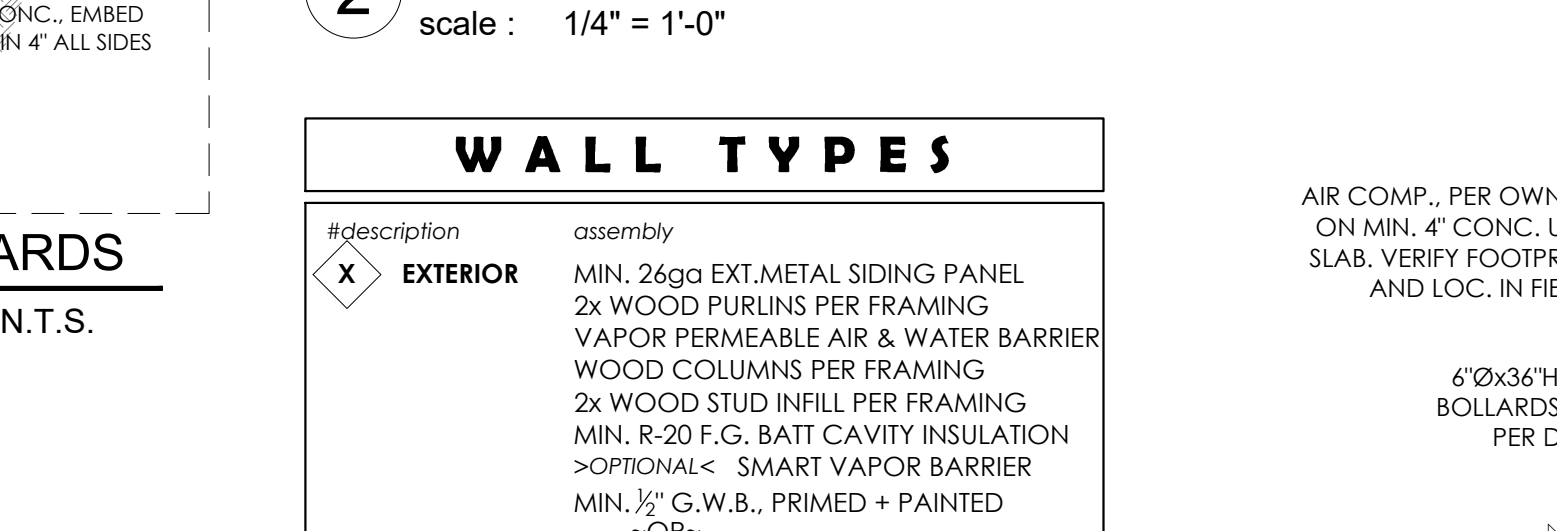 ONC., EMBED
IN 4" ALL SIDES
ARDS
N.T.S.
2
scale : 1/4" = 1'-0"
WALL TYPES
#description assembly
X EXTERIOR MIN. 26ga EXT.METAL SIDING PANEL
2x WOOD PURLINS PER FRAMING
VAPOR PERMEABLE AIR & WATER BARRIER
WOOD COLUMNS PER FRAMING
2x WOOD STUD INFILL PER FRAMING
MIN. R-20 F.G. BATT CAVITY INSULATION
>OPTIONAL< SMART VAPOR BARRIER
MIN. ½" G.W.B., PRIMED + PAINTED
~OR~
AIR COMP., PER OWN
ON MIN. 4" CONC. U
SLAB. VERIFY FOOTPR
AND LOC. IN FIE
6"Øx36"H
BOLLARDS
PER D